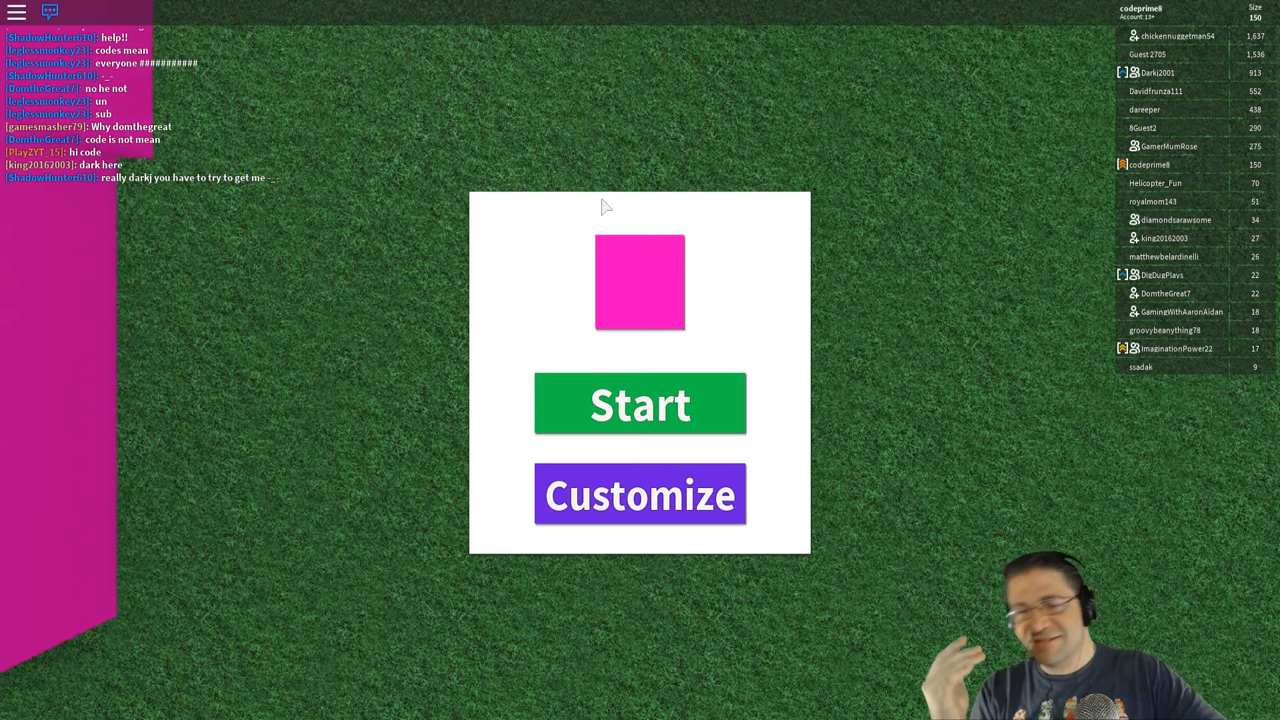 [ShadowHunter610]: help!!
[leglessmonkey23]: codes mean
[leglessmonkey23]: everyone ###########
[ShadowHunter610]: -_-
[DomtheGreat7]: no he not
[leglessmonkey23]: un
[leglessmonkey23]: sub
[gamesmasher79]: Why domthegreat
[DomtheGreat7]: code is not mean
[PlayZYT_15]: hi code
[king20162003]: dark here
[ShadowHunter610]: really darkj you have to try to get me -_-
Start
Customize
codeprime8 Size
Account: 13+ 150
chickennuggetman54 1,637
Guest 2705 1,536
Darkj2001 913
Davidfrunza111 552
dareeper 438
8Guest2 290
GamerMumRose 275
codeprime8 150
Helicopter_Fun 70
royalmom143 51
diamondsarawsome 34
king20162003 27
matthewbelardinelli 26
DigDugPlays 22
DomtheGreat7 22
GamingWithAaronAidan 18
groovybeanything78 18
ImaginationPower22 17
ssadak 9